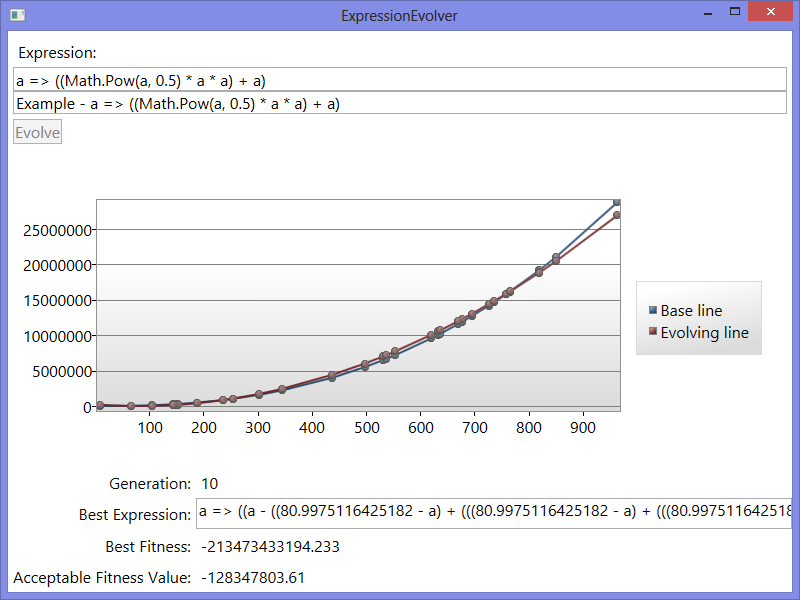 ExpressionEvolver
Expression:
a => ((Math.Pow(a, 0.5) * a * a) + a)
Example - a => ((Math.Pow(a, 0.5) * a * a) + a)
Evolve
25000000
20000000
15000000
10000000
5000000
0
100 200 300 400 500 600 700 800 900
Base line
Evolving line
Generation: 10
Best Expression: a => ((a - ((80.9975116425182 - a) + (((80.9975116425182 - a) + (((80.997511642518
Best Fitness: -213473433194.233
Acceptable Fitness Value: -128347803.61